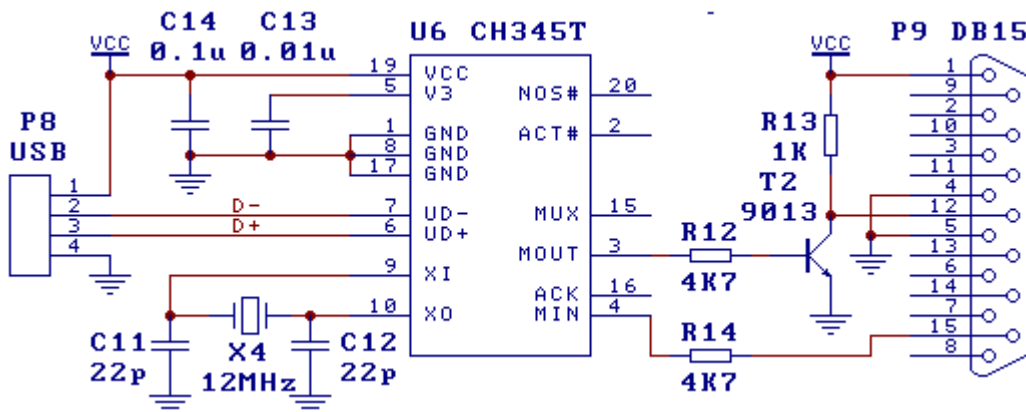 C14 C13
0.1u 0.01u
VCC
U6 CH345T
VCC
P9 DB15
19 VCC
5 V3
NOS# 20
1 GND
ACT# 2
8 GND
17 GND
P8
USB
1
2 D- 7 UD-
3 D+ 6 UD+
4
MUX 15
MOUT 3
9 XI
ACK 16
10 XO
MIN 4
R13
1K
T2
9013
R12
4K7
R14
4K7
C11
22p
X4
12MHz
C12
22p
1
9
2
10
3
11
4
12
5
13
6
14
7
15
8